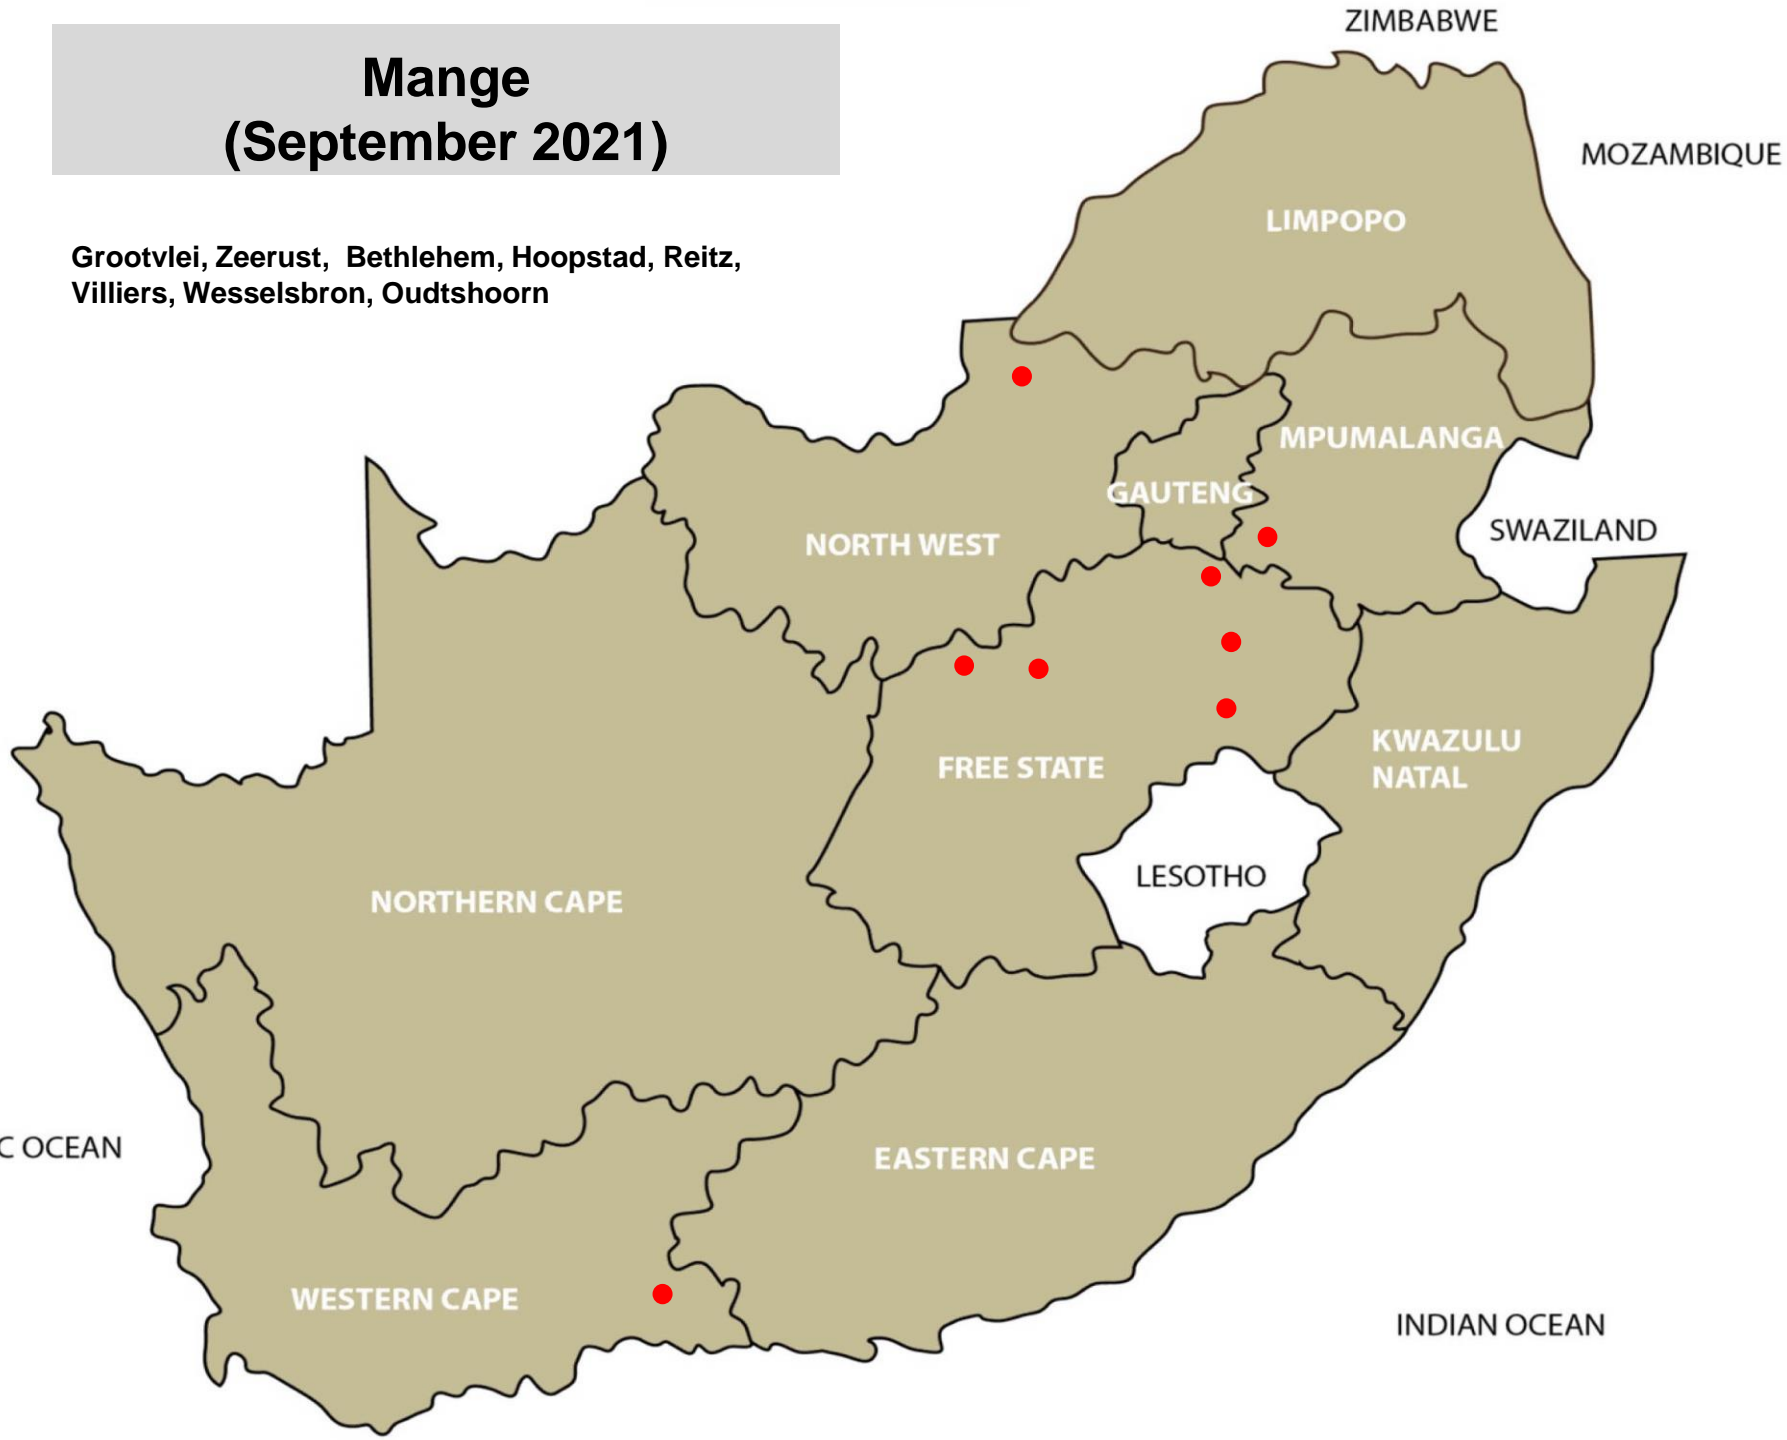 Mange
(September 2021)
Grootvlei, Zeerust, Bethlehem, Hoopstad, Reitz,
Villiers, Wesselsbron, Oudtshoorn
ZIMBABWE
MOZAMBIQUE
LIMPOPO
MPUMALANGA
GAUTENG
SWAZILAND
NORTH WEST
KWAZULU
NATAL
FREE STATE
LESOTHO
NORTHERN CAPE
C OCEAN
EASTERN CAPE
WESTERN CAPE
INDIAN OCEAN